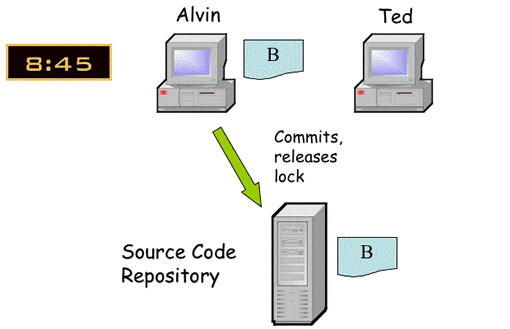 Alvin
Ted
8:45
B
Commits,
releases
lock
Source Code
Repository
B